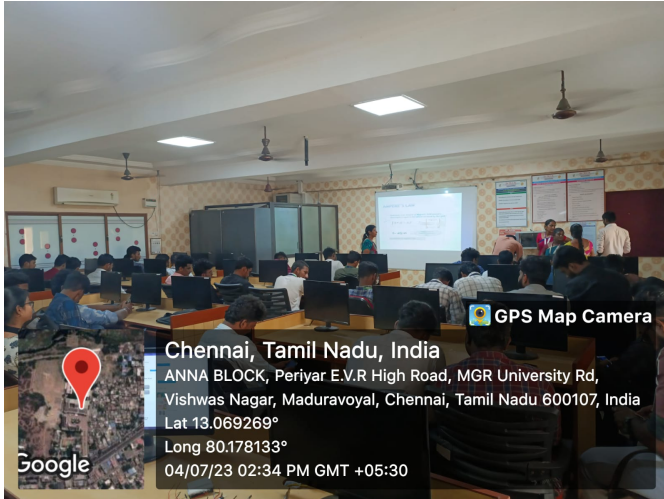 GPS Map Camera
Chennai, Tamil Nadu, India
ANNA BLOCK, Periyar E.V.R High Road, MGR University Rd,
Vishwas Nagar, Maduravoyal, Chennai, Tamil Nadu 600107, India
Lat 13.069269°
Long 80.178133°
04/07/23 02:34 PM GMT +05:30
Google